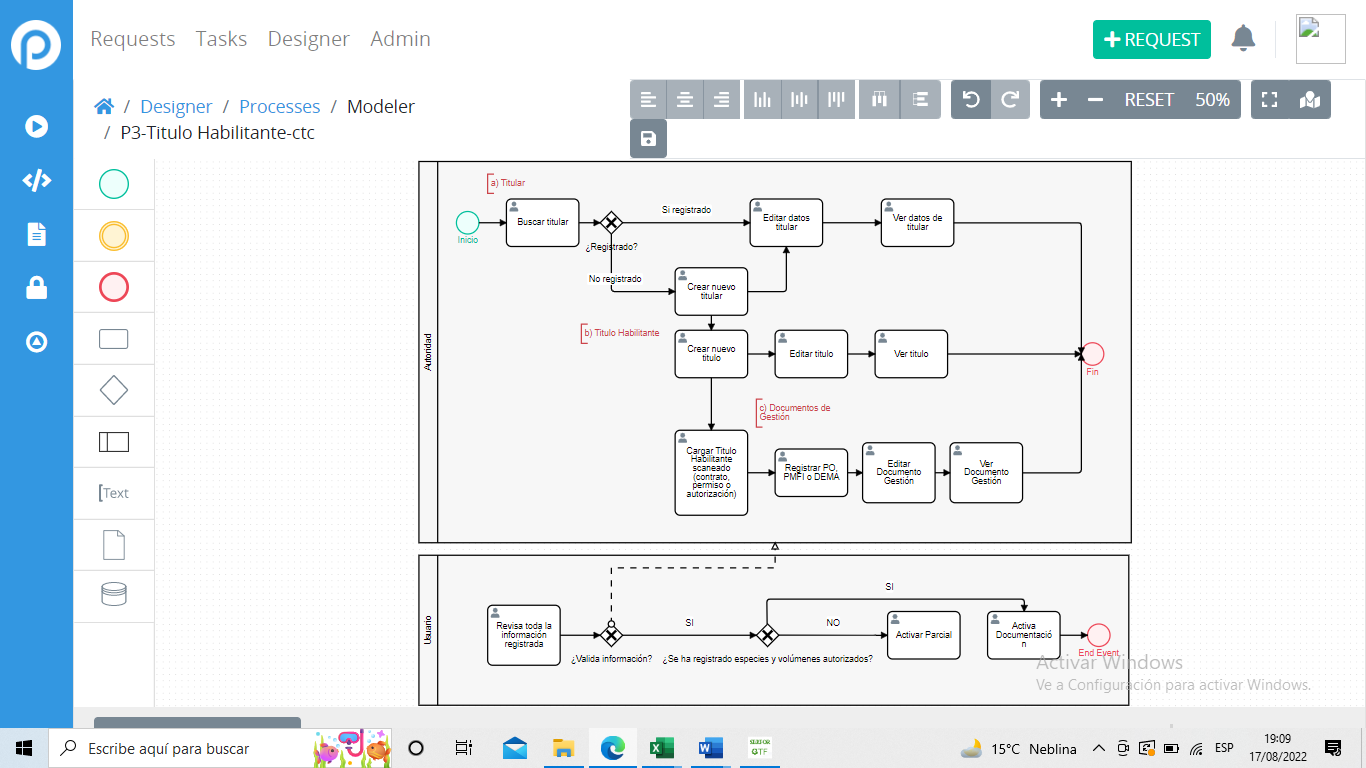 Requests Tasks Designer Admin
REQUEST
/ Designer / Processes / Modeler
/ P3-Titulo Habilitante-ctc
RESET 50%
[Text
Autoridad
a) Titular
Inicio
Buscar titular
¿Registrado?
Si registrado
Editar datos
titular
Ver datos de
titular
No registrado
Crear nuevo
titular
b) Titulo Habilitante
Crear nuevo
titulo
Editar titulo
Ver titulo
Fin
c) Documentos de
Gestión
Cargar Titulo
Habilitante
scaneado
(contrato,
permiso o
autorización)
Registrar PO,
PMFI o DEMA
Editar
Documento
Gestión
Ver
Documento
Gestión
Usuario
Revisa toda la
información
registrada
¿Valida información?
SI
¿Se ha registrado especies y volúmenes autorizados?
SI
NO
Activar Parcial
Activa
Documentació
n
End Event
Activar Windows
Ve a Configuración para activar Windows.
Escribe aquí para buscar
GTF
15°C Neblina
ESP
19:09
17/08/2022